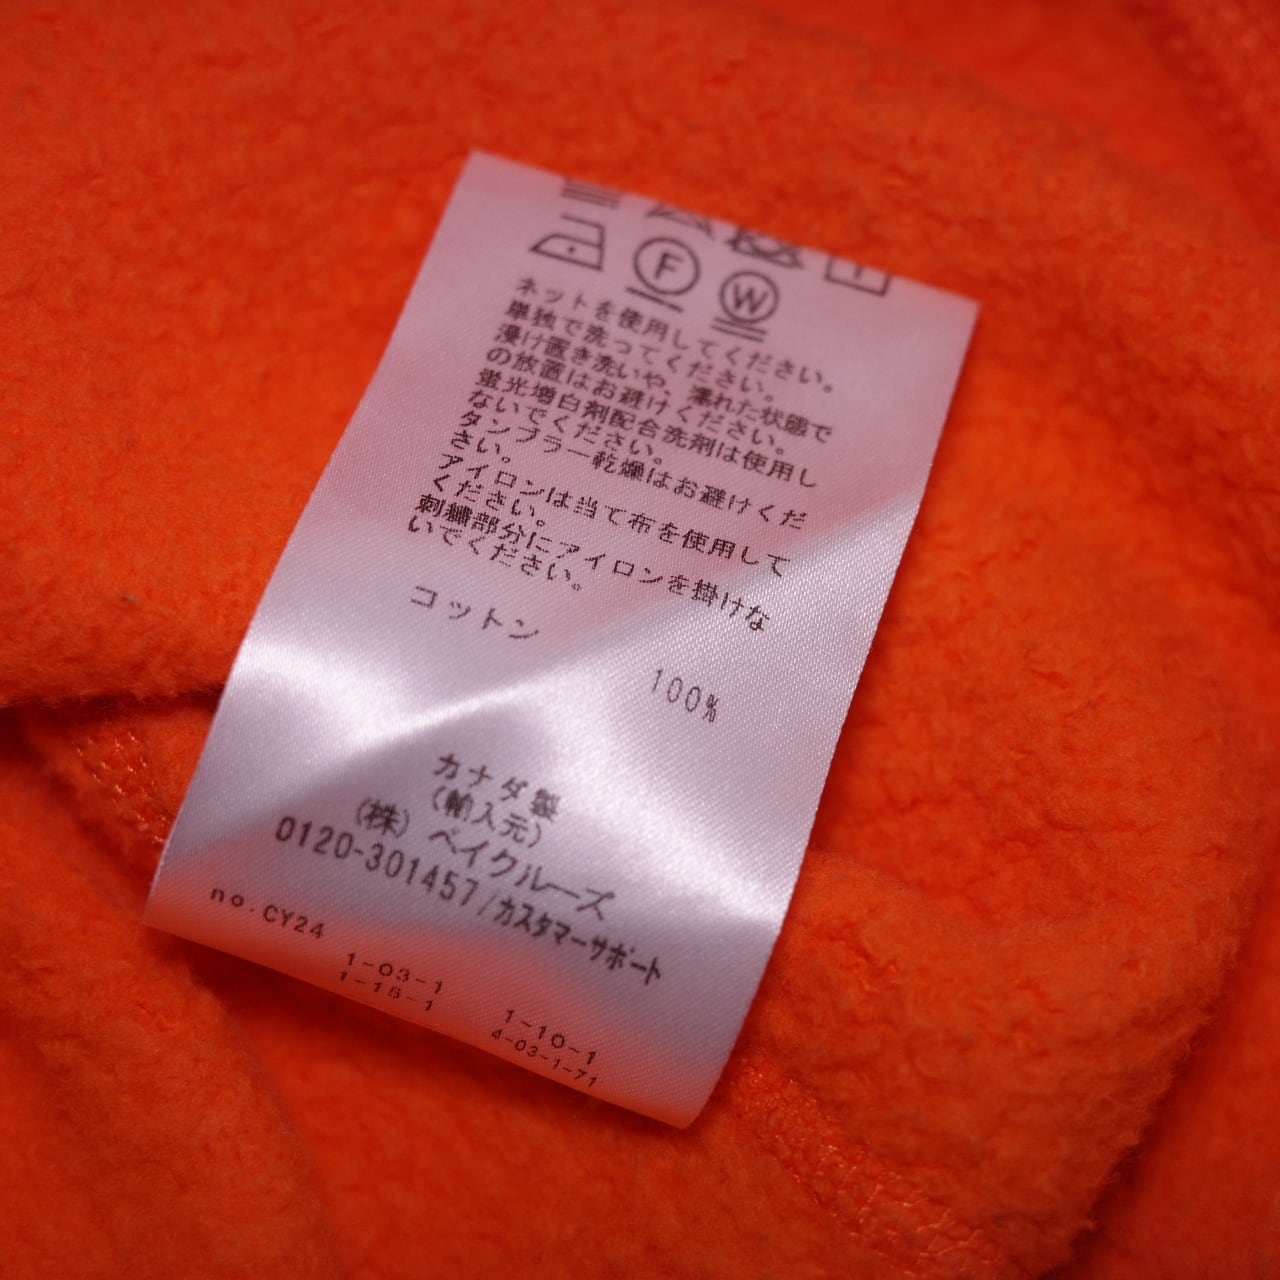 F
W
ネットを使用してください。
単独で洗ってください。
浸け置き洗いや、濡れた状態で
の放置はお避けください。
蛍光増白剤配合洗剤は使用し
ないでください。
タンブラー乾燥はお避けくだ
さい。
アイロンは当て布を使用して
ください。
刺繍部分にアイロンを掛けな
いでください。
コットン
100%
カナダ製
(輸入元)
(株) ベイクルーズ
0120-301457/カスタマーサポート
no.CY24
1-03-1
1-15-1
1-10-1
4-03-1-71